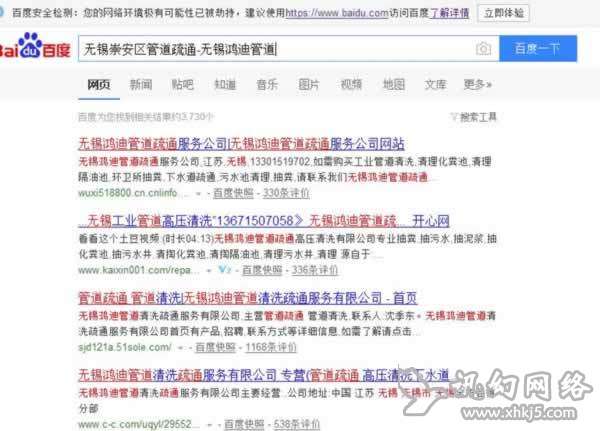 百度安全检测：您的网络环境极有可能性已被劫持，建议使用https://www.baidu.com访问百度了解详情 立即体验
Bai du 百度 无锡崇安区管道疏通-无锡鸿迪管道 百度一下
网页 新闻 贴吧 知道 音乐 图片 视频 地图 文库 更多»
百度为您找到相关结果约3,730个 搜索工具
无锡鸿迪管道疏通服务公司|无锡鸿迪管道疏通服务公司网站
无锡鸿迪管道疏通服务公司,江苏,无锡,13301519702,如需购买工业管道清洗,清理化粪池,清理
隔油池,环卫所抽粪,下水道疏通,污水池清理,抽粪,请联系我们无锡鸿迪管道疏通...
wuxi518800.cn.cnlinfo.... - 百度快照 - 330条评价
...无锡工业管道高压清洗“13671507058》无锡鸿迪管道疏... 开心网
看看这个土豆视频:(时长04:13)无锡鸿迪管道疏通高压清洗有限公司专业抽粪,抽污水,抽泥浆,抽
化粪池,清掏化粪池,清掏隔油池,清理污水井,清理 源自于:...
www.kaixin001.com/repa... - V2 - 百度快照 - 336条评价
管道疏通 管道清洗|无锡鸿迪管道清洗疏通服务有限公司 - 首页
无锡鸿迪管道清洗疏通服务有限公司,主营管道疏通 管道清洗,联系人:沈季东。无锡鸿迪管道清
洗疏通服务有限公司首页有产品,招聘,联系方式等详细信息,如需了解请点击...
sjd121a.51sole.com/ - 百度快照 - 1168条评价
无锡鸿迪管道清洗疏通服务有限公司 专营(管道疏通 高压清洗下水道
无锡鸿迪管道清洗疏通服务有限公司主要经营...公司地址:中国 江苏 无锡 无锡市 无锡
分部
www.c-c.com/uqyl/29552... - 百度快照 - 538条评价
讯幻网络
www.xhkj5.com